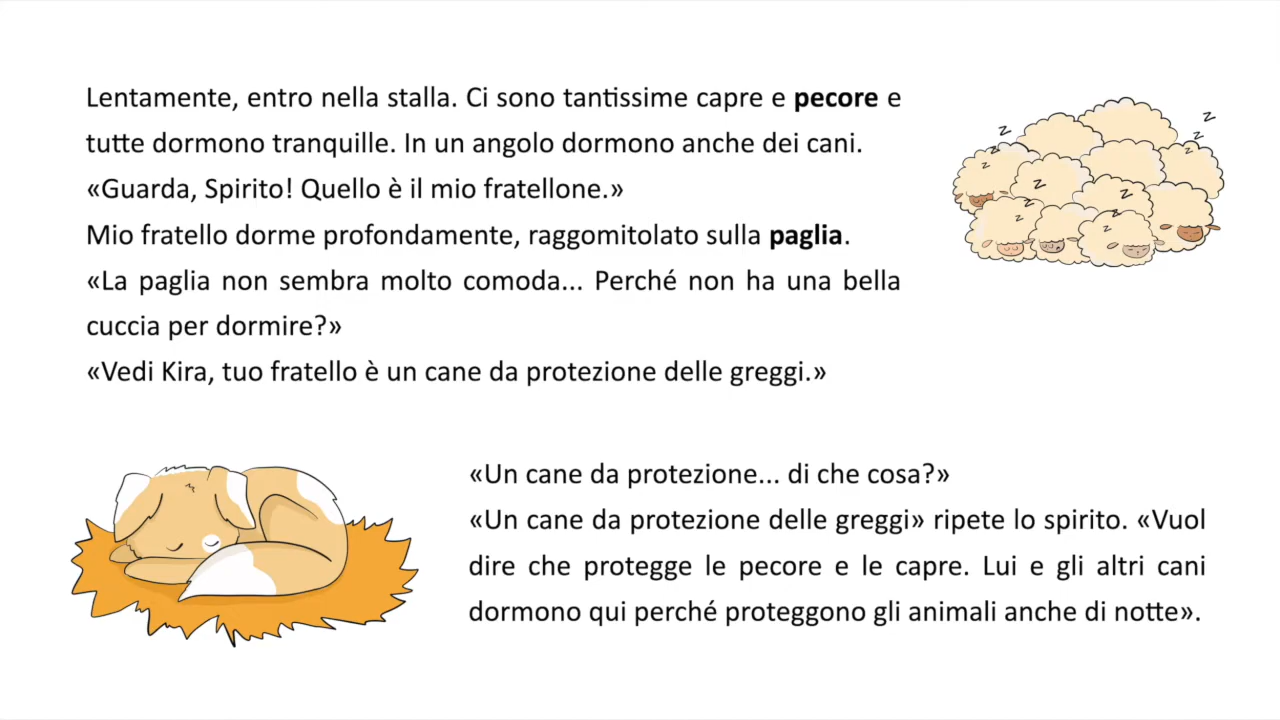 Lentamente, entro nella stalla. Ci sono tantissime capre e pecore e
tutte dormono tranquille. In un angolo dormono anche dei cani.
«Guarda, Spirito! Quello è il mio fratellone.»
Mio fratello dorme profondamente, raggomitolato sulla paglia.
«La paglia non sembra molto comoda... Perché non ha una bella
cuccia per dormire?»
«Vedi Kira, tuo fratello è un cane da protezione delle greggi.»
«Un cane da protezione... di che cosa?»
«Un cane da protezione delle greggi» ripete lo spirito. «Vuol
dire che protegge le pecore e le capre. Lui e gli altri cani
dormono qui perché proteggono gli animali anche di notte».